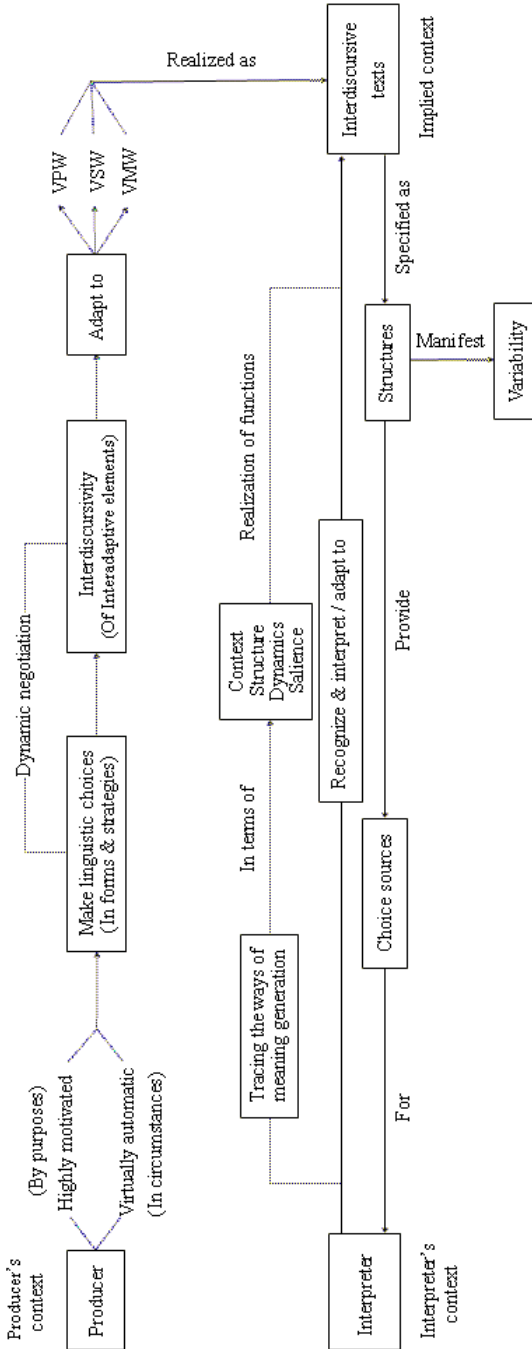 Producer's
context
Producer
(By purposes)
Highly motivated
Virtually automatic
(In circumstances)
Make linguistic choices
(In forms & strategies)
Dynamic negotiation
Interdiscursivity
(Of Interadaptive elements)
Adapt to
VPW
VSW
VMW
Realized as
Tracing the ways of
meaning generation
In terms of
Context
Structure
Dynamics
Salience
Realization of functions
Recognize & interpret / adapt to
Interpreter
Interpreter's
context
For
Choice sources
Provide
Structures
Manifest
Variability
Specified as
Interdiscursive
texts
Implied context